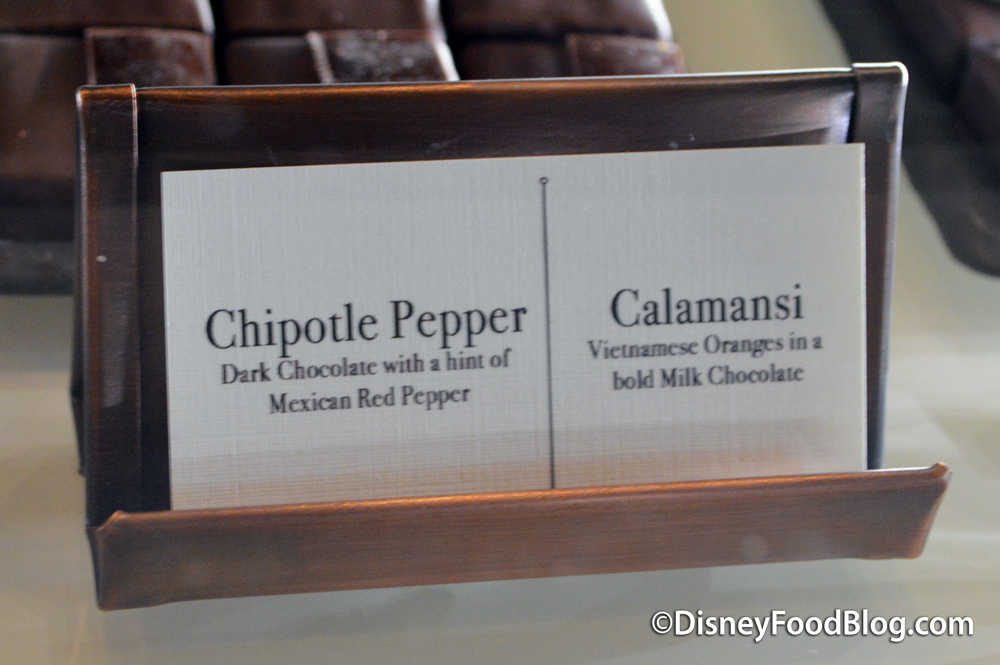 Chipotle Pepper
Dark Chocolate with a hint of
Mexican Red Pepper
Calamansi
Vietnamese Oranges in a
bold Milk Chocolate
©DisneyFoodBlog.com